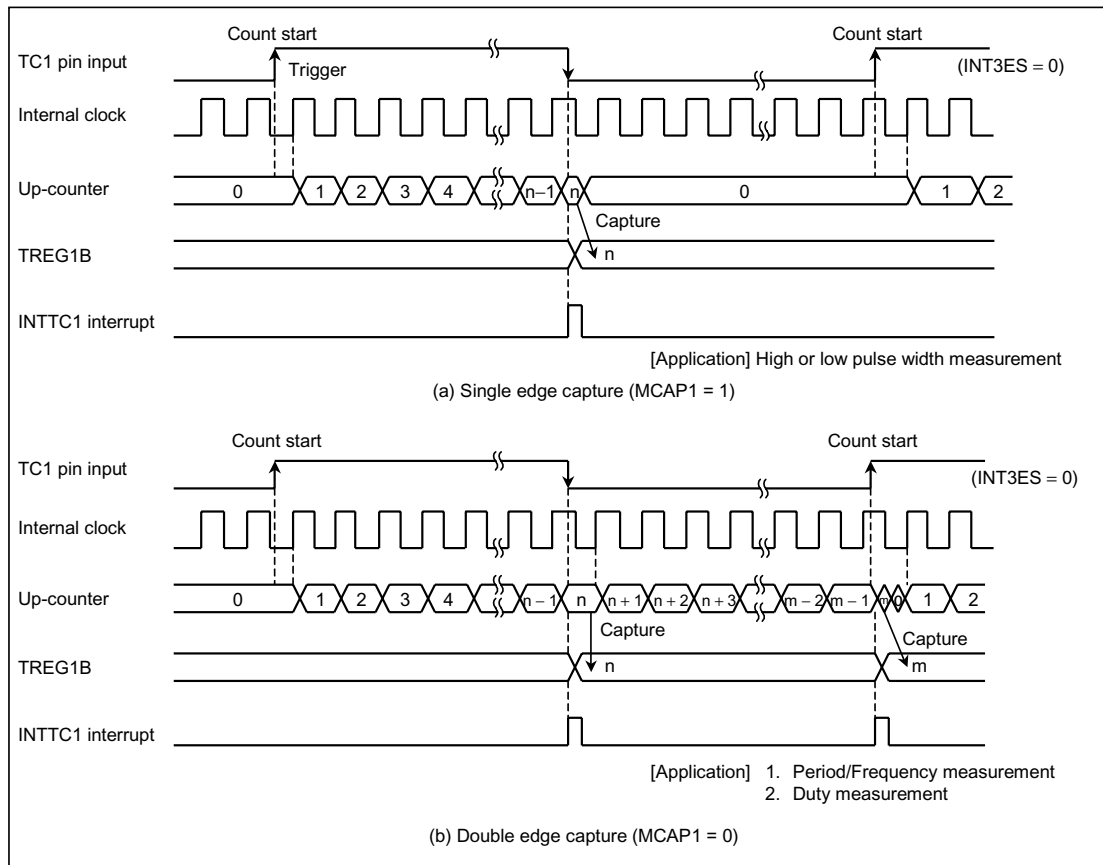 Count start Count start
TC1 pin input
Trigger (INT3ES = 0)
Internal clock
Up-counter 0 1 2 3 4 n−1 n 0 1 2
Capture
TREG1B n
INTTC1 interrupt
[Application] High or low pulse width measurement
(a) Single edge capture (MCAP1 = 1)
Count start Count start
TC1 pin input
(INT3ES = 0)
Internal clock
Up-counter 0 1 2 3 4 n − 1 n n + 1 n + 2 n + 3 m − 2 m − 1 m 0 1 2
Capture Capture
TREG1B n m
INTTC1 interrupt
[Application] 1. Period/Frequency measurement
2. Duty measurement
(b) Double edge capture (MCAP1 = 0)